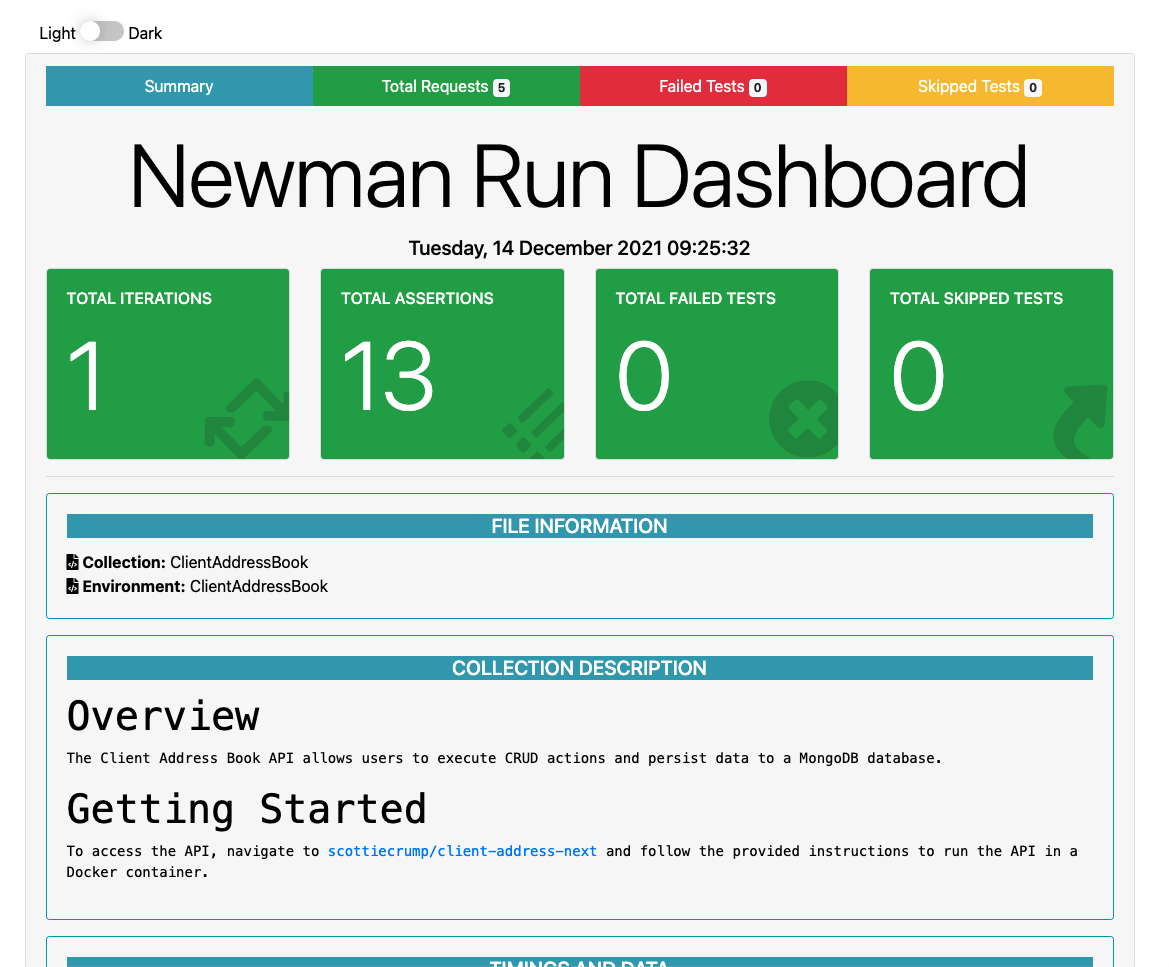 Light Dark
Summary Total Requests 5 Failed Tests 0 Skipped Tests 0
Newman Run Dashboard
Tuesday, 14 December 2021 09:25:32
TOTAL ITERATIONS TOTAL ASSERTIONS TOTAL FAILED TESTS TOTAL SKIPPED TESTS
1 13 0 0
FILE INFORMATION
Collection: ClientAddressBook
Environment: ClientAddressBook
COLLECTION DESCRIPTION
Overview
The Client Address Book API allows users to execute CRUD actions and persist data to a MongoDB database.
Getting Started
To access the API, navigate to scottiecrump/client-address-next and follow the provided instructions to run the API in a
Docker container.
TIMINGS AND DATA